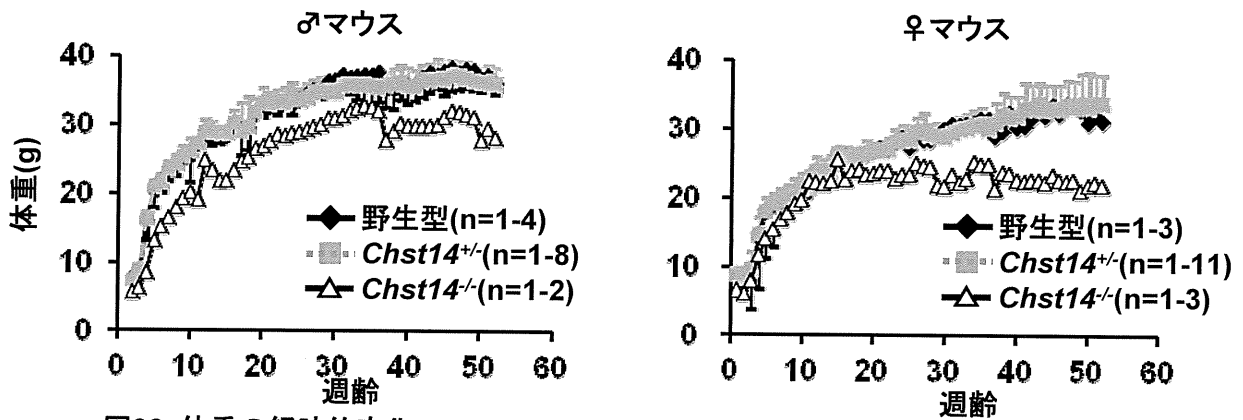 ♂マウス
40
30
20
10
0
体重(g)
野生型(n=1-4)
Chst14+/-(n=1-8)
Chst14-/-(n=1-2)
0 10 20 30 40 50 60
週齢
♀マウス
40
30
20
10
0
野生型(n=1-3)
Chst14+/-(n=1-11)
Chst14-/-(n=1-3)
0 10 20 30 40 50 60
週齢